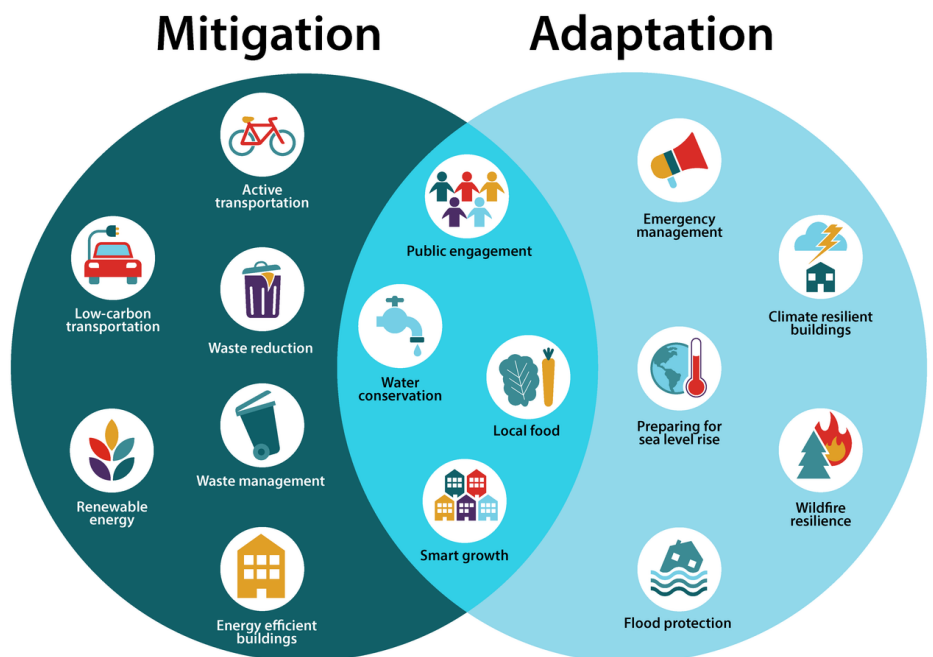 Mitigation
Adaptation
Active
transportation
Low-carbon
transportation
Waste reduction
Waste management
Renewable
energy
Energy efficient
buildings
Public engagement
Water
conservation
Local food
Smart growth
Emergency
management
Climate resilient
buildings
Preparing for
sea level rise
Wildfire
resilience
Flood protection